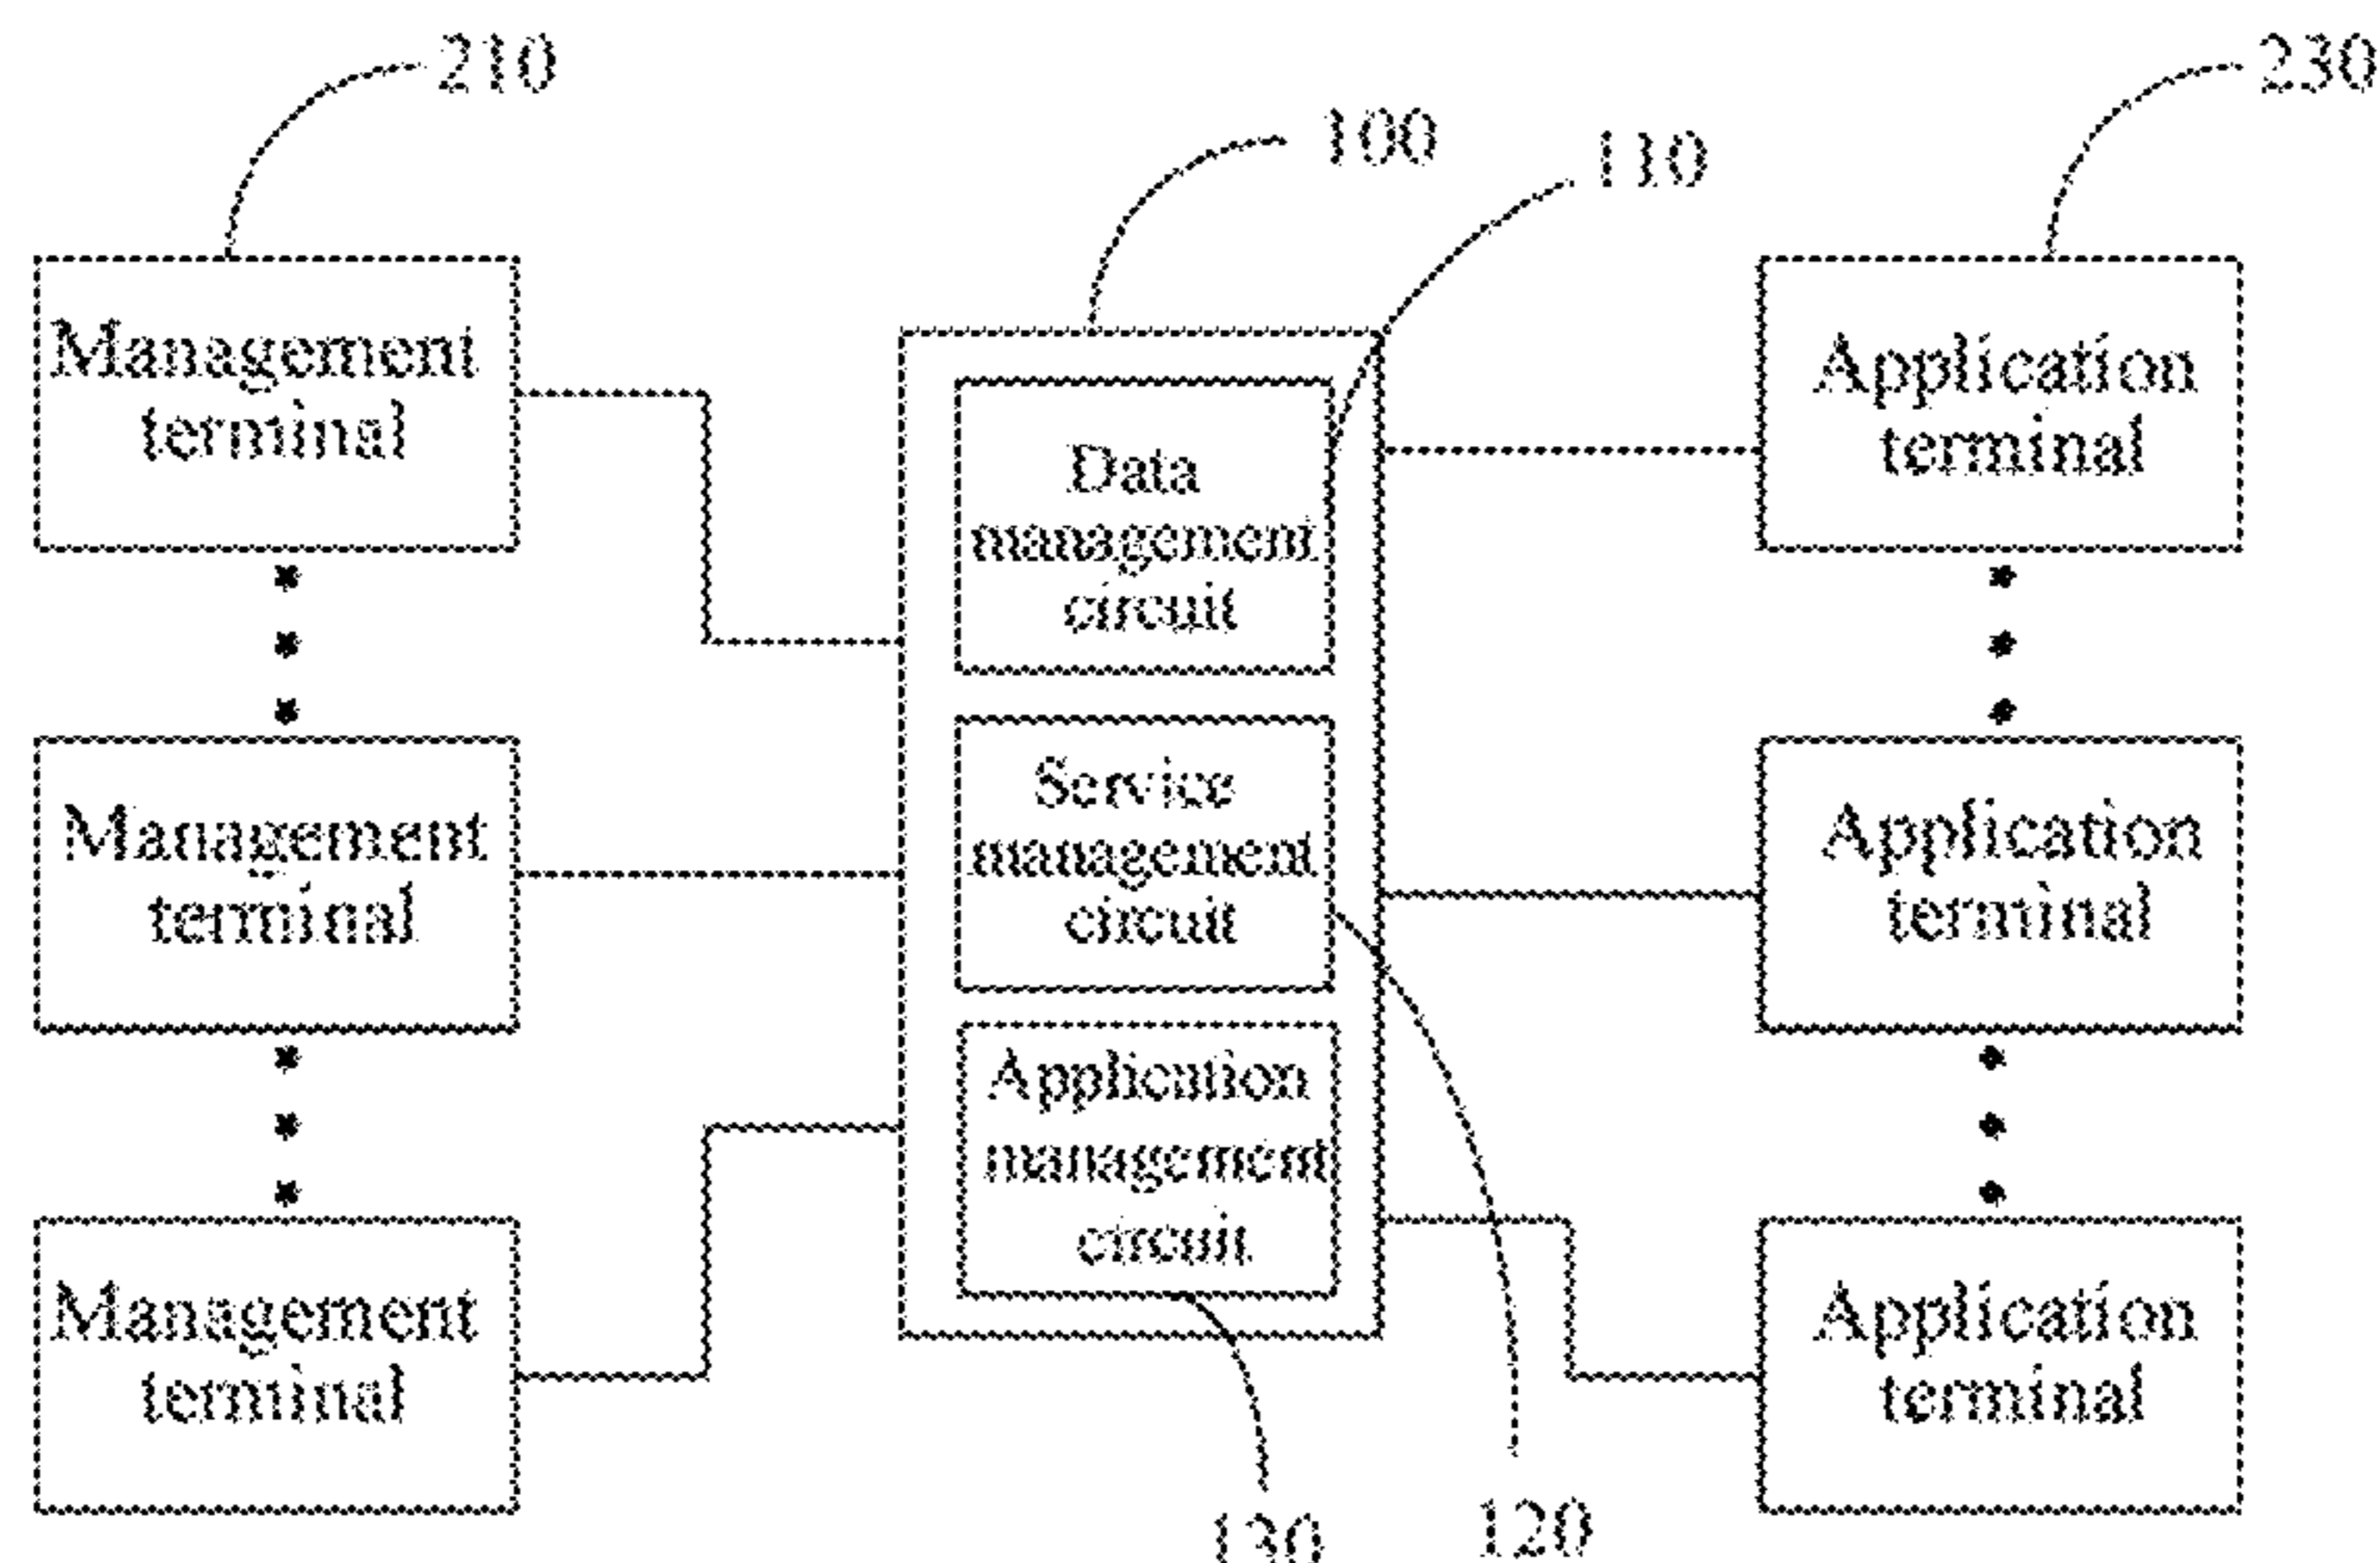 210
230
100
110
Management
terminal
Data
management
circuit
Application
terminal
Management
terminal
Service
management
circuit
Application
terminal
Application
management
circuit
Management
terminal
Application
terminal
130
120